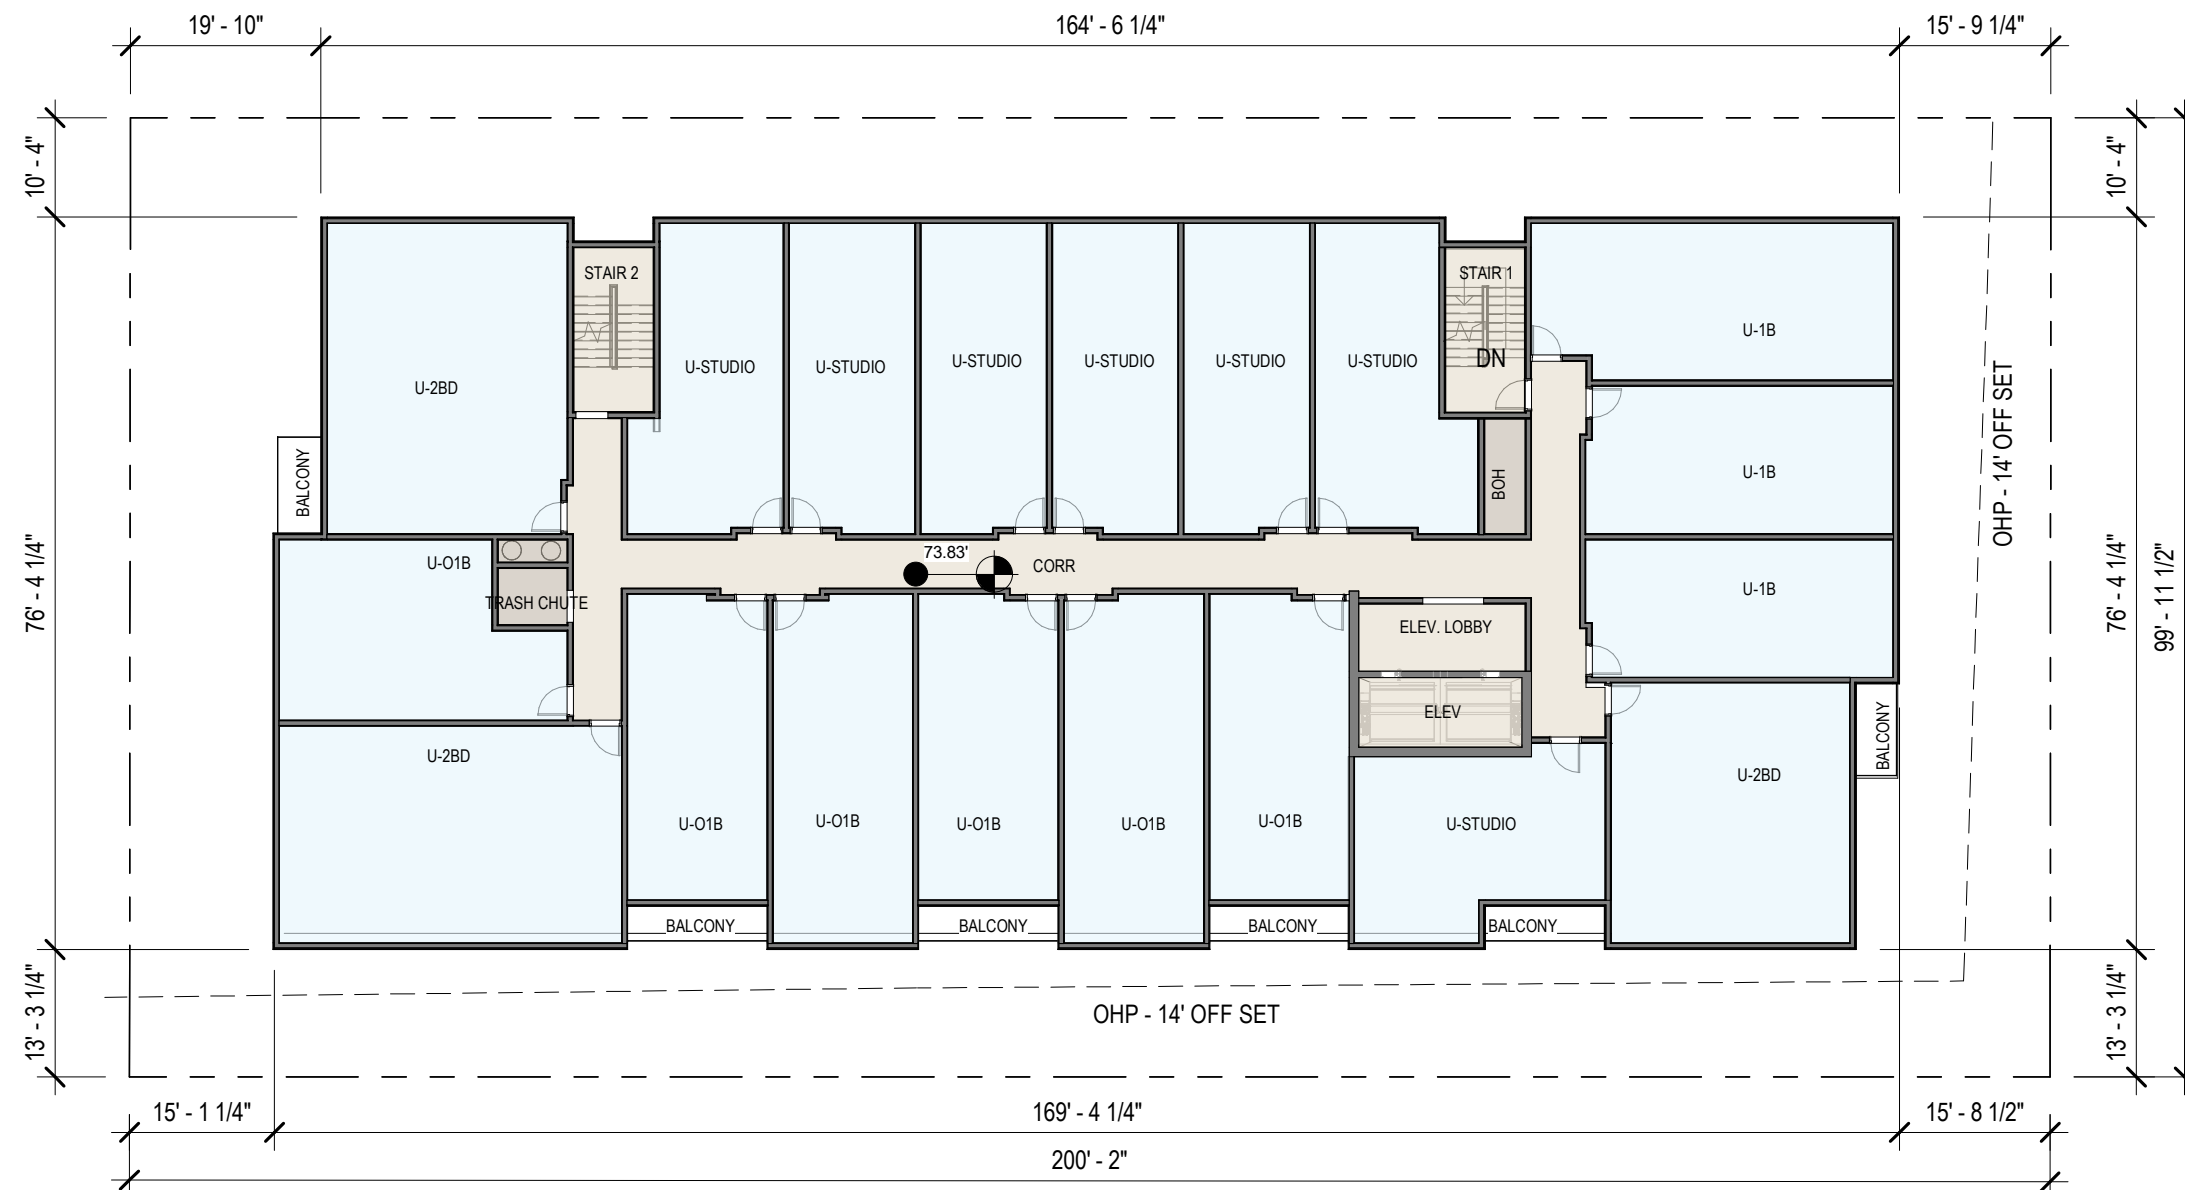 19' - 10"
164' - 6 1/4"
15' - 9 1/4"
10' - 4"
10' - 4"
STAIR 2
STAIR 1
DN
U-1B
U-STUDIO
U-STUDIO
U-STUDIO
U-STUDIO
U-STUDIO
U-STUDIO
U-2BD
OHP - 14' OFF SET
BALCONY
BOH
U-1B
73.83'
CORR
U-O1B
U-1B
TRASH CHUTE
ELEV. LOBBY
76' - 4 1/4"
76' - 4 1/4"
99' - 11 1/2"
ELEV
BALCONY
U-2BD
U-2BD
U-O1B
U-O1B
U-O1B
U-O1B
U-O1B
U-STUDIO
BALCONY
BALCONY
BALCONY
BALCONY
13' - 3 1/4"
13' - 3 1/4"
OHP - 14' OFF SET
15' - 1 1/4"
169' - 4 1/4"
15' - 8 1/2"
200' - 2"